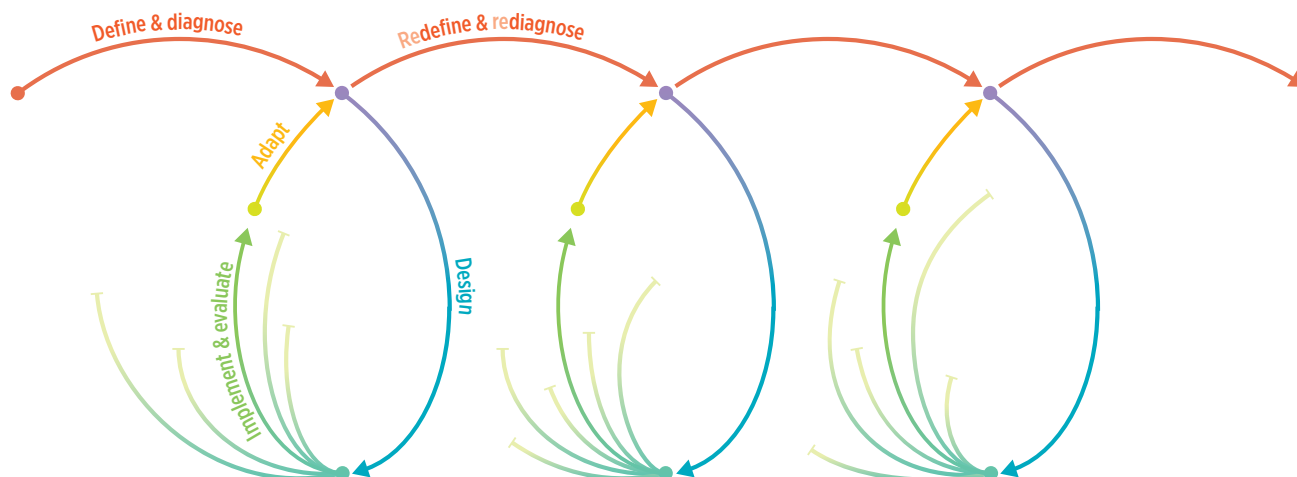 Define & diagnose
Redefine & rediagnose
Adapt
Implement & evaluate
Design